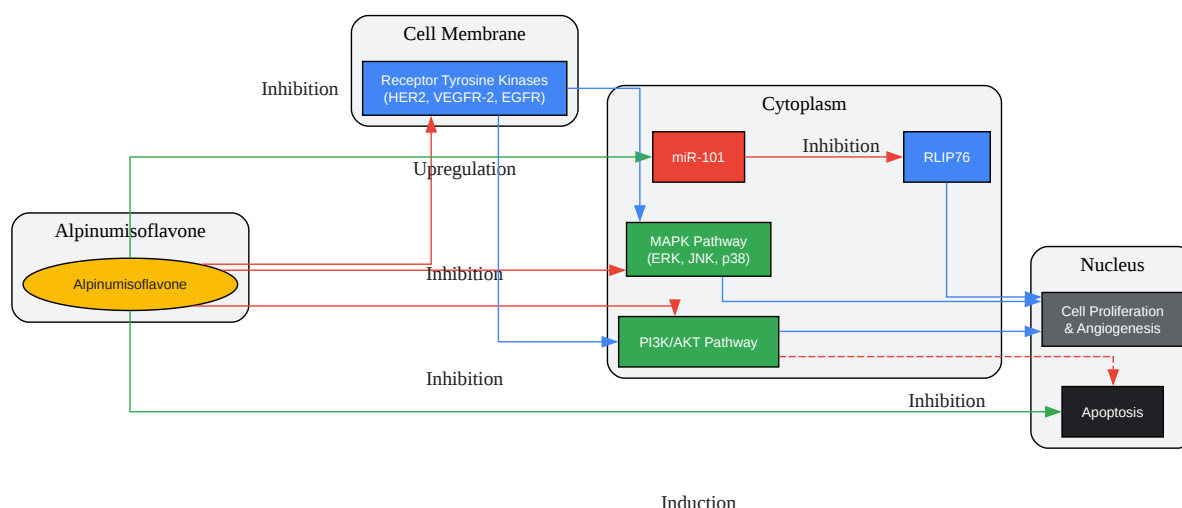 Cell Membrane
Receptor Tyrosine Kinases
(HER2, VEGFR-2, EGFR)
Inhibition
Cytoplasm
miR-101
Inhibition
RLIP76
Upregulation
Alpinumisoflavone
Alpinumisoflavone
MAPK Pathway
(ERK, JNK, p38)
Inhibition
Nucleus
Cell Proliferation
& Angiogenesis
PI3K/AKT Pathway
Inhibition
Inhibition
Apoptosis
Induction